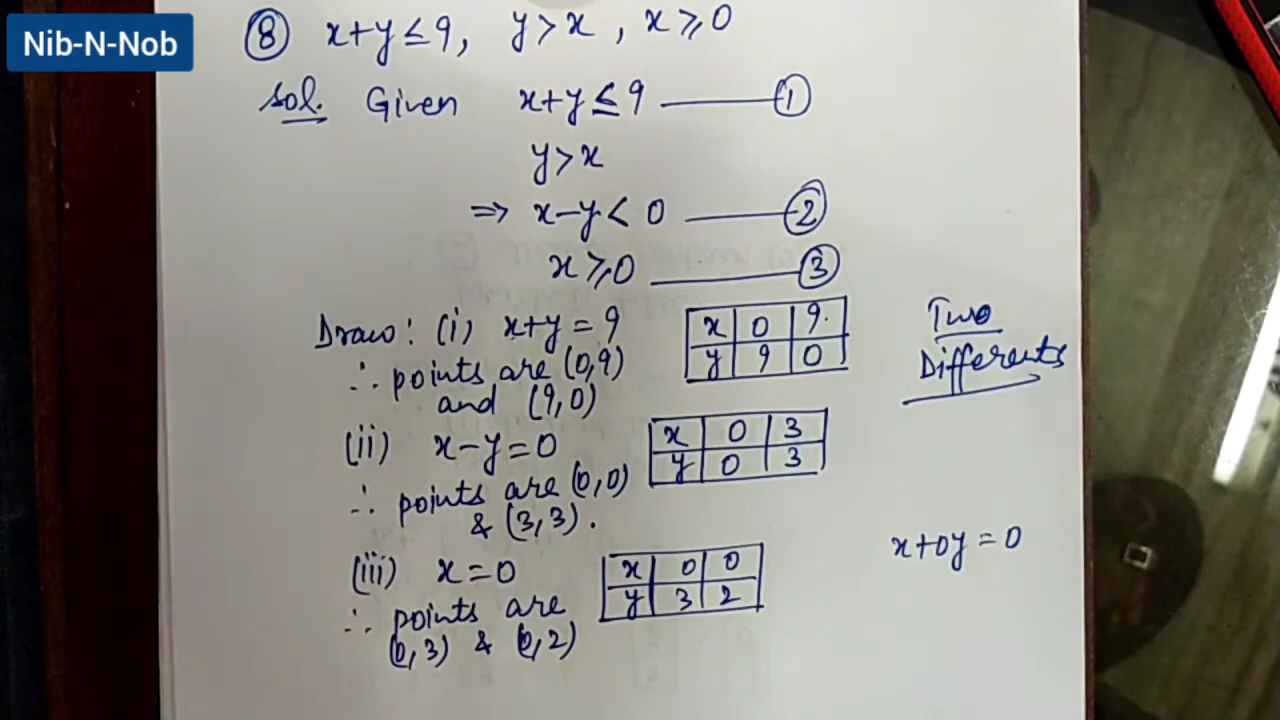 Nib-N-Nob
⑧ x+y≤9, y>x, x≥0
Sol. Given x+y≤9 ——— ①
y>x
⇒ x-y<0 ——— ②
x≥0 ——— ③
Draw: (i) x+y=9
x 0 9.
y 9 0
∴ points are (0,9)
and (9,0)
Two
Differents
(ii) x-y=0
x 0 3
y 0 3
∴ points are (0,0)
& (3,3).
(iii) x=0
x 0 0
y 3 2
∴ points are
(0,3) & (0,2)
x+0y=0